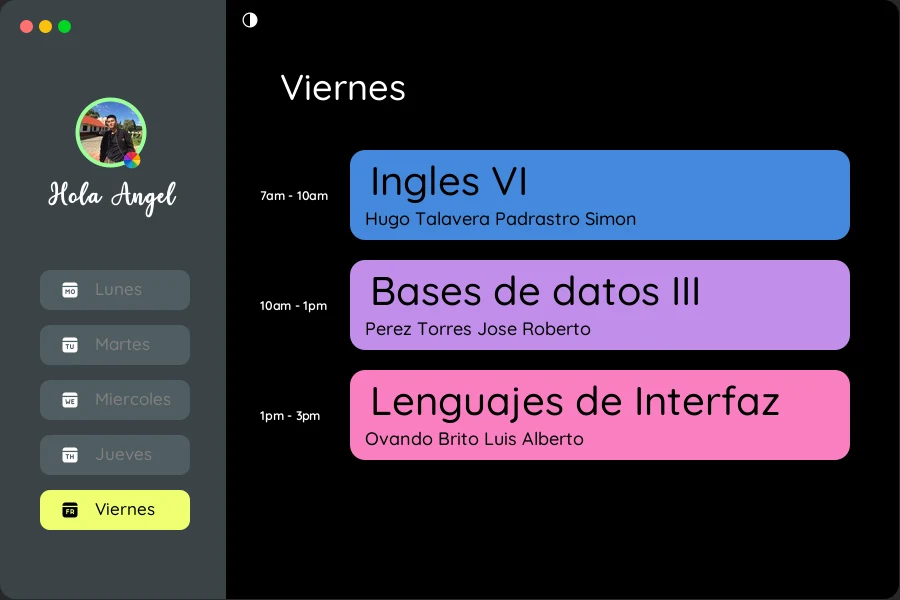 Hola Angel
MO Lunes
TU Martes
WE Miercoles
TH Jueves
FR Viernes
Viernes
7am - 10am
Ingles VI
Hugo Talavera Padrastro Simon
10am - 1pm
Bases de datos III
Perez Torres Jose Roberto
1pm - 3pm
Lenguajes de Interfaz
Ovando Brito Luis Alberto